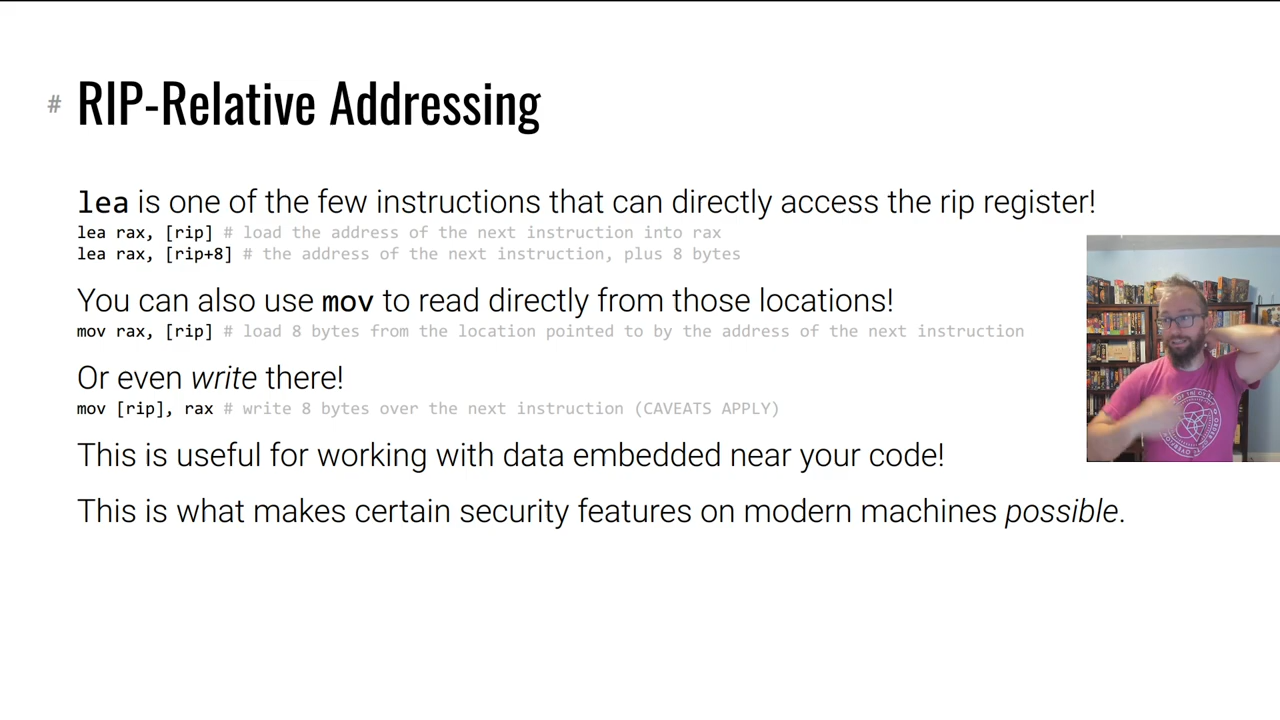 # RIP-Relative Addressing
lea is one of the few instructions that can directly access the rip register!
lea rax, [rip] # load the address of the next instruction into rax
lea rax, [rip+8] # the address of the next instruction, plus 8 bytes
You can also use mov to read directly from those locations!
mov rax, [rip] # load 8 bytes from the location pointed to by the address of the next instruction
Or even write there!
mov [rip], rax # write 8 bytes over the next instruction (CAVEATS APPLY)
This is useful for working with data embedded near your code!
This is what makes certain security features on modern machines possible.